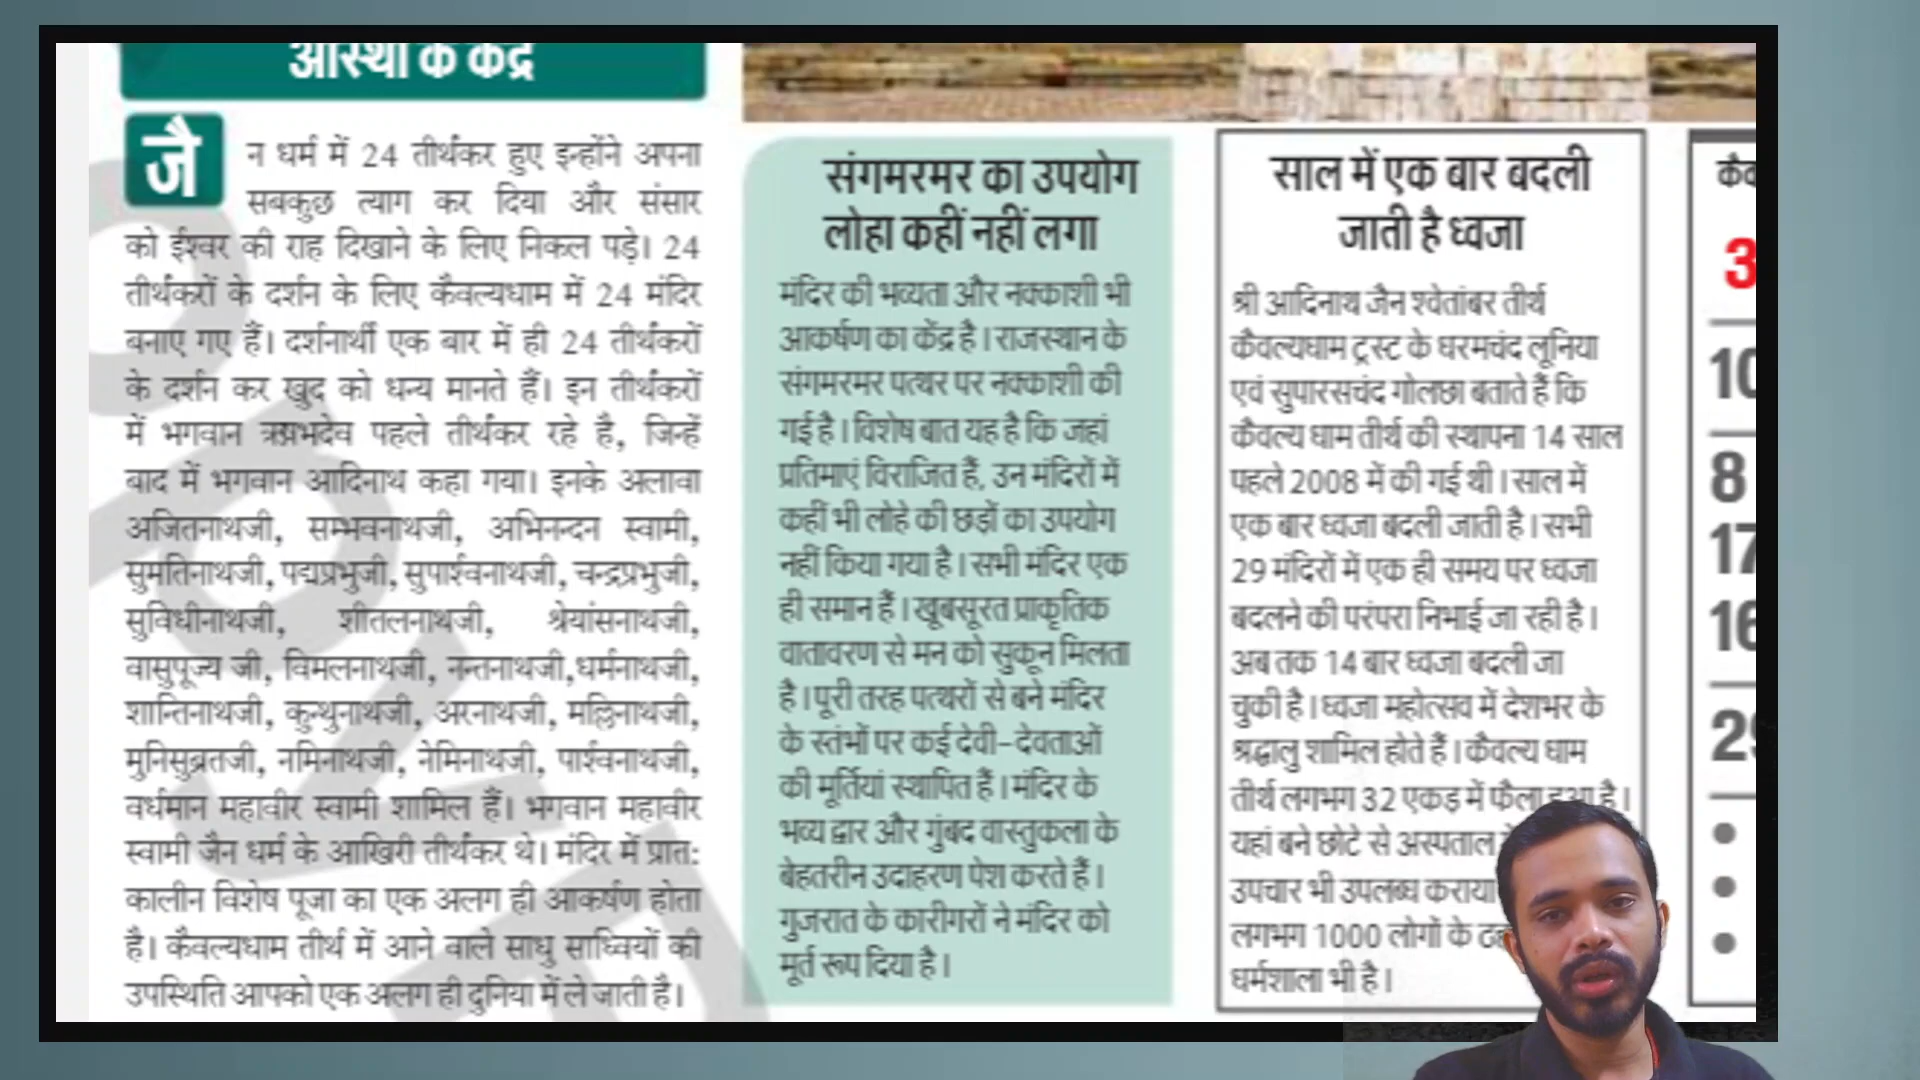 आस्था के केंद्र
जैन धर्म में 24 तीर्थंकर हुए इन्होंने अपना
सबकुछ त्याग कर दिया और संसार
को ईश्वर की राह दिखाने के लिए निकल पड़े। 24
तीर्थंकरों के दर्शन के लिए कैवल्यधाम में 24 मंदिर
बनाए गए हैं। दर्शनार्थी एक बार में ही 24 तीर्थंकरों
के दर्शन कर खुद को धन्य मानते हैं। इन तीर्थंकरों
में भगवान ऋषभदेव पहले तीर्थंकर रहे है, जिन्हें
बाद में भगवान आदिनाथ कहा गया। इनके अलावा
अजितनाथजी, सम्भवनाथजी, अभिनन्दन स्वामी,
सुमतिनाथजी, पद्मप्रभुजी, सुपार्श्वनाथजी, चन्द्रप्रभुजी,
सुविधीनाथजी, शीतलनाथजी, श्रेयांसनाथजी,
वासुपूज्य जी, विमलनाथजी, नन्तनाथजी,धर्मनाथजी,
शान्तिनाथजी, कुन्थुनाथजी, अरनाथजी, मल्लिनाथजी,
मुनिसुब्रतजी, नमिनाथजी, नेमिनाथजी, पार्श्वनाथजी,
वर्धमान महावीर स्वामी शामिल हैं। भगवान महावीर
स्वामी जैन धर्म के आखिरी तीर्थंकर थे। मंदिर में प्रात:
कालीन विशेष पूजा का एक अलग ही आकर्षण होता
है। कैवल्यधाम तीर्थ में आने वाले साधु साध्वियों की
उपस्थिति आपको एक अलग ही दुनिया में ले जाती है।
संगमरमर का उपयोग
लोहा कहीं नहीं लगा
मंदिर की भव्यता और नक्काशी भी
आकर्षण का केंद्र है। राजस्थान के
संगमरमर पत्थर पर नक्काशी की
गई है। विशेष बात यह है कि जहां
प्रतिमाएं विराजित हैं, उन मंदिरों में
कहीं भी लोहे की छड़ों का उपयोग
नहीं किया गया है। सभी मंदिर एक
ही समान हैं। खूबसूरत प्राकृतिक
वातावरण से मन को सुकून मिलता
है। पूरी तरह पत्थरों से बने मंदिर
के स्तंभों पर कई देवी-देवताओं
की मूर्तियां स्थापित हैं। मंदिर के
भव्य द्वार और गुंबद वास्तुकला के
बेहतरीन उदाहरण पेश करते हैं।
गुजरात के कारीगरों ने मंदिर को
मूर्त रूप दिया है।
साल में एक बार बदली
जाती है ध्वजा
श्री आदिनाथ जैन श्वेतांबर तीर्थ
कैवल्यधाम ट्रस्ट के धरमचंद लूनिया
एवं सुपारसचंद गोलछा बताते हैं कि
कैवल्य धाम तीर्थ की स्थापना 14 साल
पहले 2008 में की गई थी। साल में
एक बार ध्वजा बदली जाती है। सभी
29 मंदिरों में एक ही समय पर ध्वजा
बदलने की परंपरा निभाई जा रही है।
अब तक 14 बार ध्वजा बदली जा
चुकी है। ध्वजा महोत्सव में देशभर के
श्रद्धालु शामिल होते हैं। कैवल्य धाम
तीर्थ लगभग 32 एकड़ में फैला हुआ है।
यहां बने छोटे से अस्पताल
उपचार भी उपलब्ध कराया
लगभग 1000 लोगों के
धर्मशाला भी है।
3
10
8
17
16
29